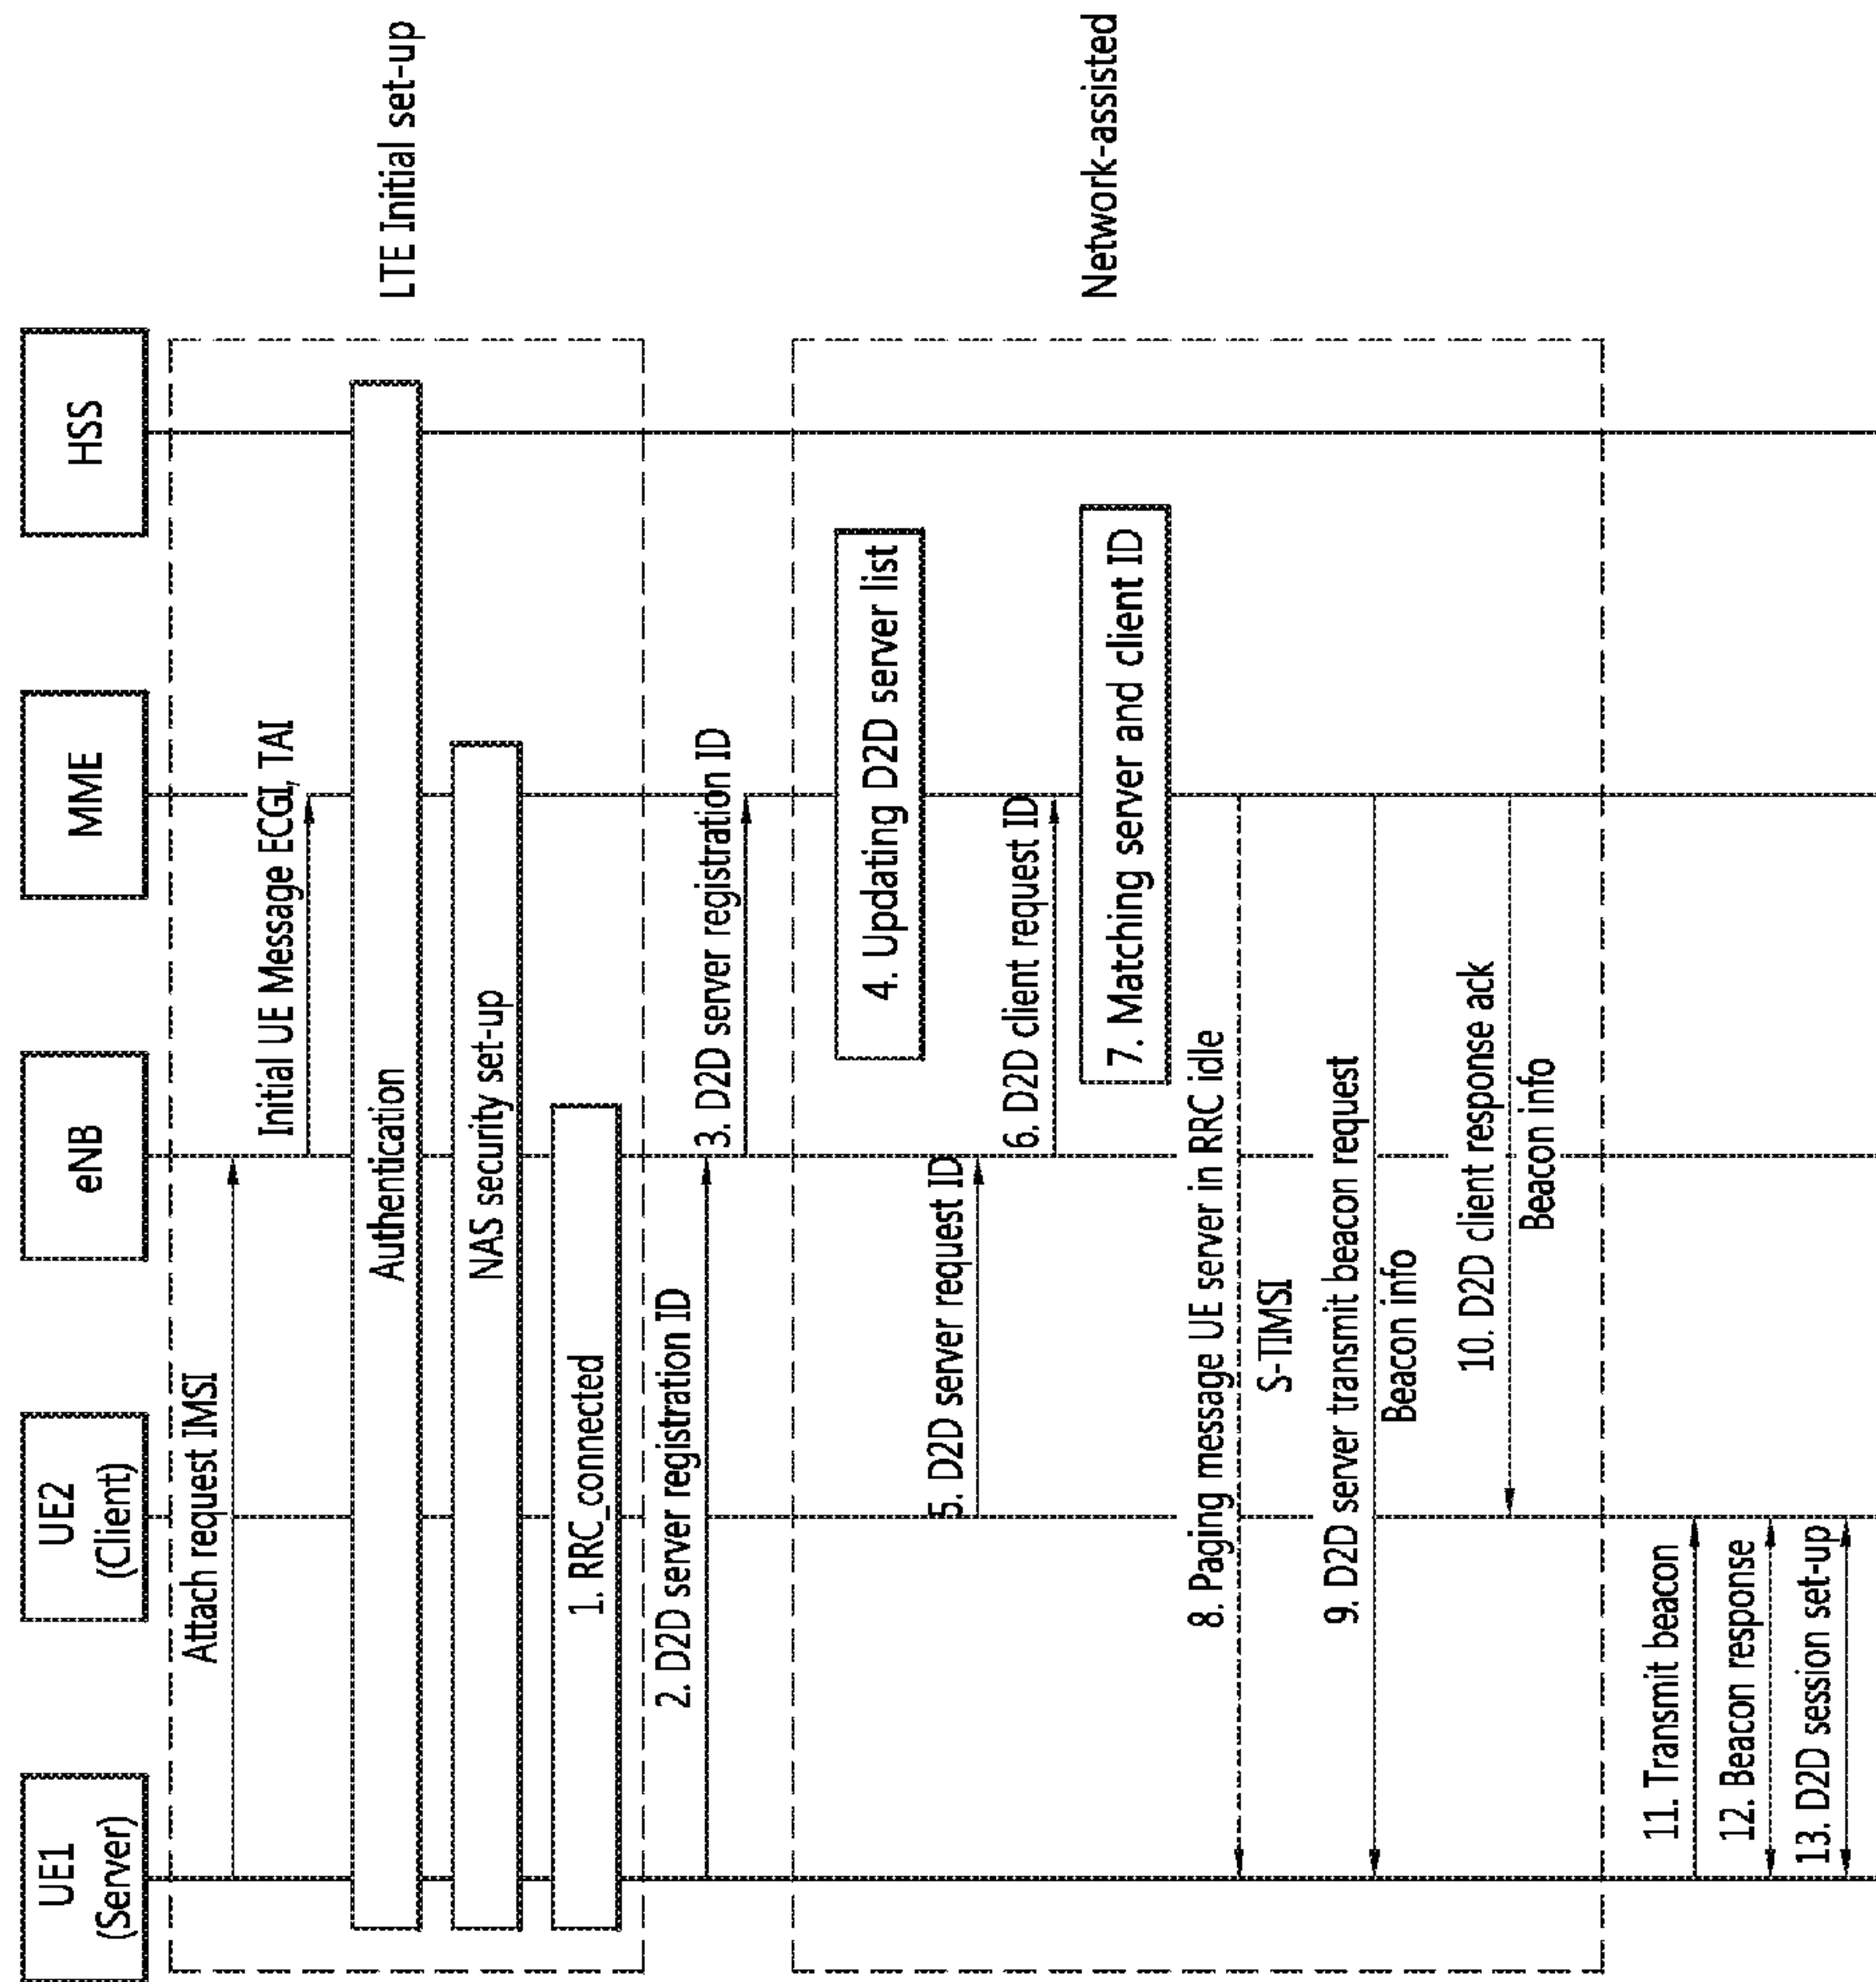 UE1
(Server)
UE2
(Client)
eNB
MME
HSS
Attach request IMSI
Initial UE Message ECGI, TAI
Authentication
NAS security set-up
1. RRC_connected
LTE Initial set-up
2. D2D server registration ID
3. D2D server registration ID
4. Updating D2D server list
5. D2D server request ID
6. D2D client request ID
7. Matching server and client ID
Network-assisted
8. Paging message UE server in RRC idle
S-TIMSI
9. D2D server transmit beacon request
Beacon info
10. D2D client response ack
Beacon info
11. Transmit beacon
12. Beacon response
13. D2D session set-up